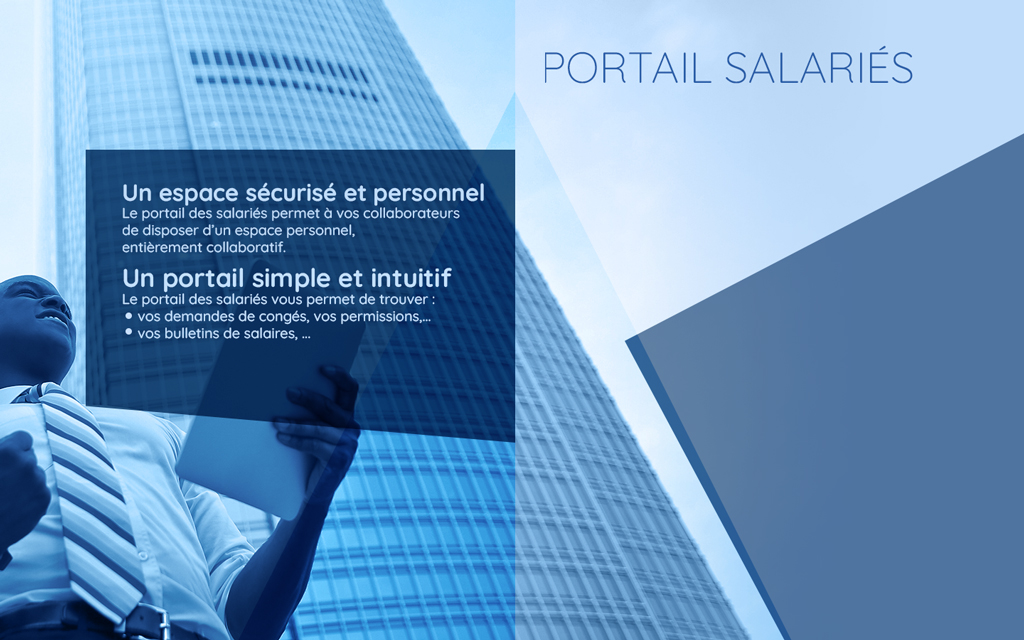 PORTAIL SALARIÉS
Un espace sécurisé et personnel
Le portail des salariés permet à vos collaborateurs
de disposer d'un espace personnel,
entièrement collaboratif.
Un portail simple et intuitif
Le portail des salariés vous permet de trouver :
• vos demandes de congés, vos permissions,...
• vos bulletins de salaires, ...